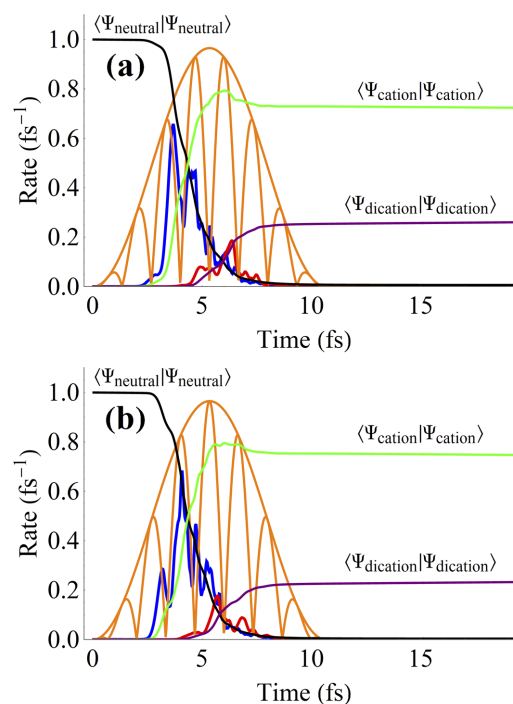 ⟨Ψneutral|Ψneutral⟩
1.0
(a)
⟨Ψcation|Ψcation⟩
0.8
0.6
Rate (fs⁻¹)
0.4
⟨Ψdication|Ψdication⟩
0.2
0.0
0 5 10 15
Time (fs)
⟨Ψneutral|Ψneutral⟩
1.0
(b)
⟨Ψcation|Ψcation⟩
0.8
0.6
Rate (fs⁻¹)
0.4
⟨Ψdication|Ψdication⟩
0.2
0.0
0 5 10 15
Time (fs)